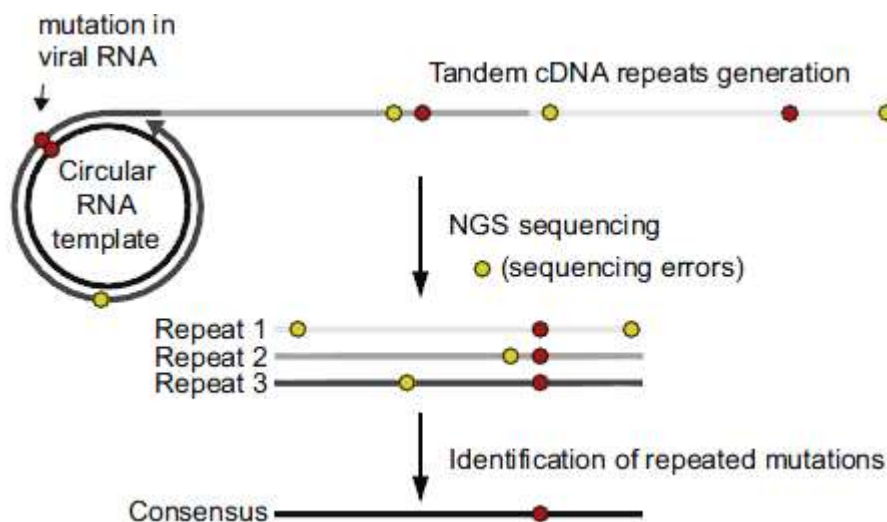 mutation in
viral RNA
Tandem cDNA repeats generation
Circular
RNA
template
NGS sequencing
(sequencing errors)
Repeat 1
Repeat 2
Repeat 3
Identification of repeated mutations
Consensus